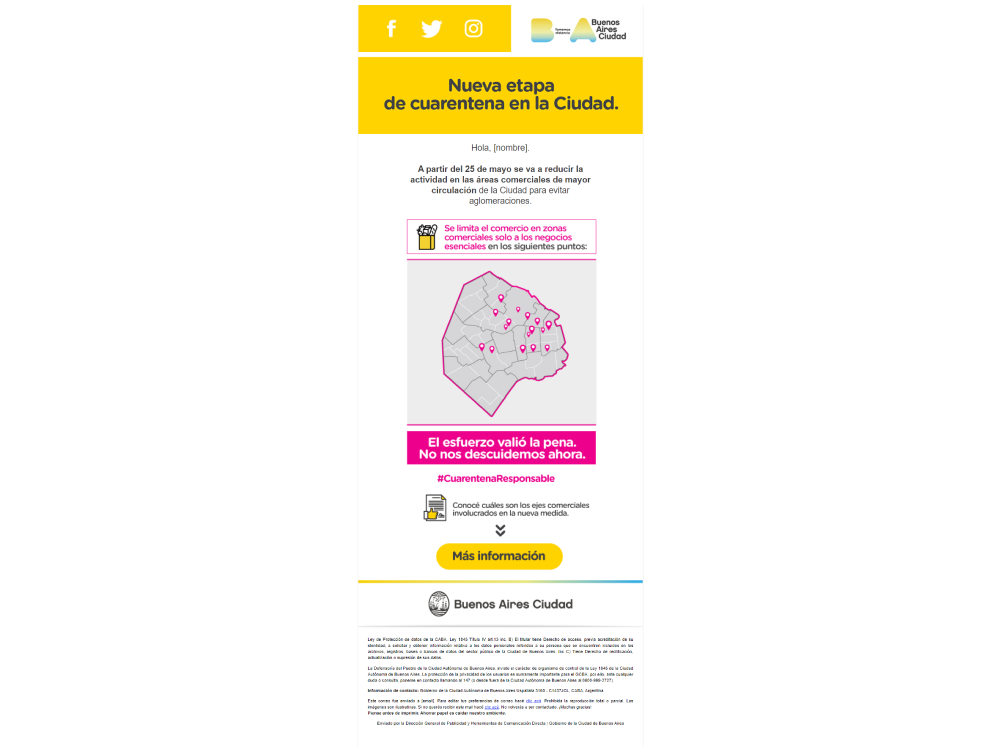 BA
Tomemos
distancia
Buenos
Aires
Ciudad
Nueva etapa
de cuarentena en la Ciudad.
Hola, [nombre].
A partir del 25 de mayo se va a reducir la
actividad en las áreas comerciales de mayor
circulación de la Ciudad para evitar
aglomeraciones.
Se limita el comercio en zonas
comerciales solo a los negocios
esenciales en los siguientes puntos:
El esfuerzo valió la pena.
No nos descuidemos ahora.
#CuarentenaResponsable
Conocé cuáles son los ejes comerciales
involucrados en la nueva medida.
Más información
Buenos Aires Ciudad
Ley de Protección de datos de la CABA. Ley 1845 Título IV art.13 inc. B) El titular tiene Derecho de acceso, previa acreditación de su
identidad, a solicitar y obtener información relativa a los datos personales referidos a su persona que se encuentren incluidos en los
archivos, registros, bases o bancos de datos del sector público de la Ciudad de Buenos Aires. Inc C) Tiene Derecho de rectificación,
actualización o supresión de sus datos.
La Defensoría del Pueblo de la Ciudad Autónoma de Buenos Aires, inviste el carácter de organismo de control de la Ley 1845 de la Ciudad
Autónoma de Buenos Aires. La protección de la privacidad de los usuarios es sumamente importante para el GCBA, por ello, ante cualquier
duda o consulta, ponerse en contacto llamando al 147 (o desde fuera de la Ciudad Autónoma de Buenos Aires al 0800-999-2727).
Información de contacto: Gobierno de la Ciudad Autónoma de Buenos Aires Uspallata 3160 - C1437JCL, CABA, Argentina
Este correo fue enviado a {email}. Para editar tus preferencias de correo hacé clic acá. Prohibida la reproducción total o parcial. Las
imágenes son ilustrativas. Si no querés recibir este mail hacé clic acá. No volverás a ser contactado. ¡Muchas gracias!
Piense antes de imprimir. Ahorrar papel es cuidar nuestro ambiente.
Enviado por la Dirección General de Publicidad y Herramientas de Comunicación Directa | Gobierno de la Ciudad de Buenos Aires